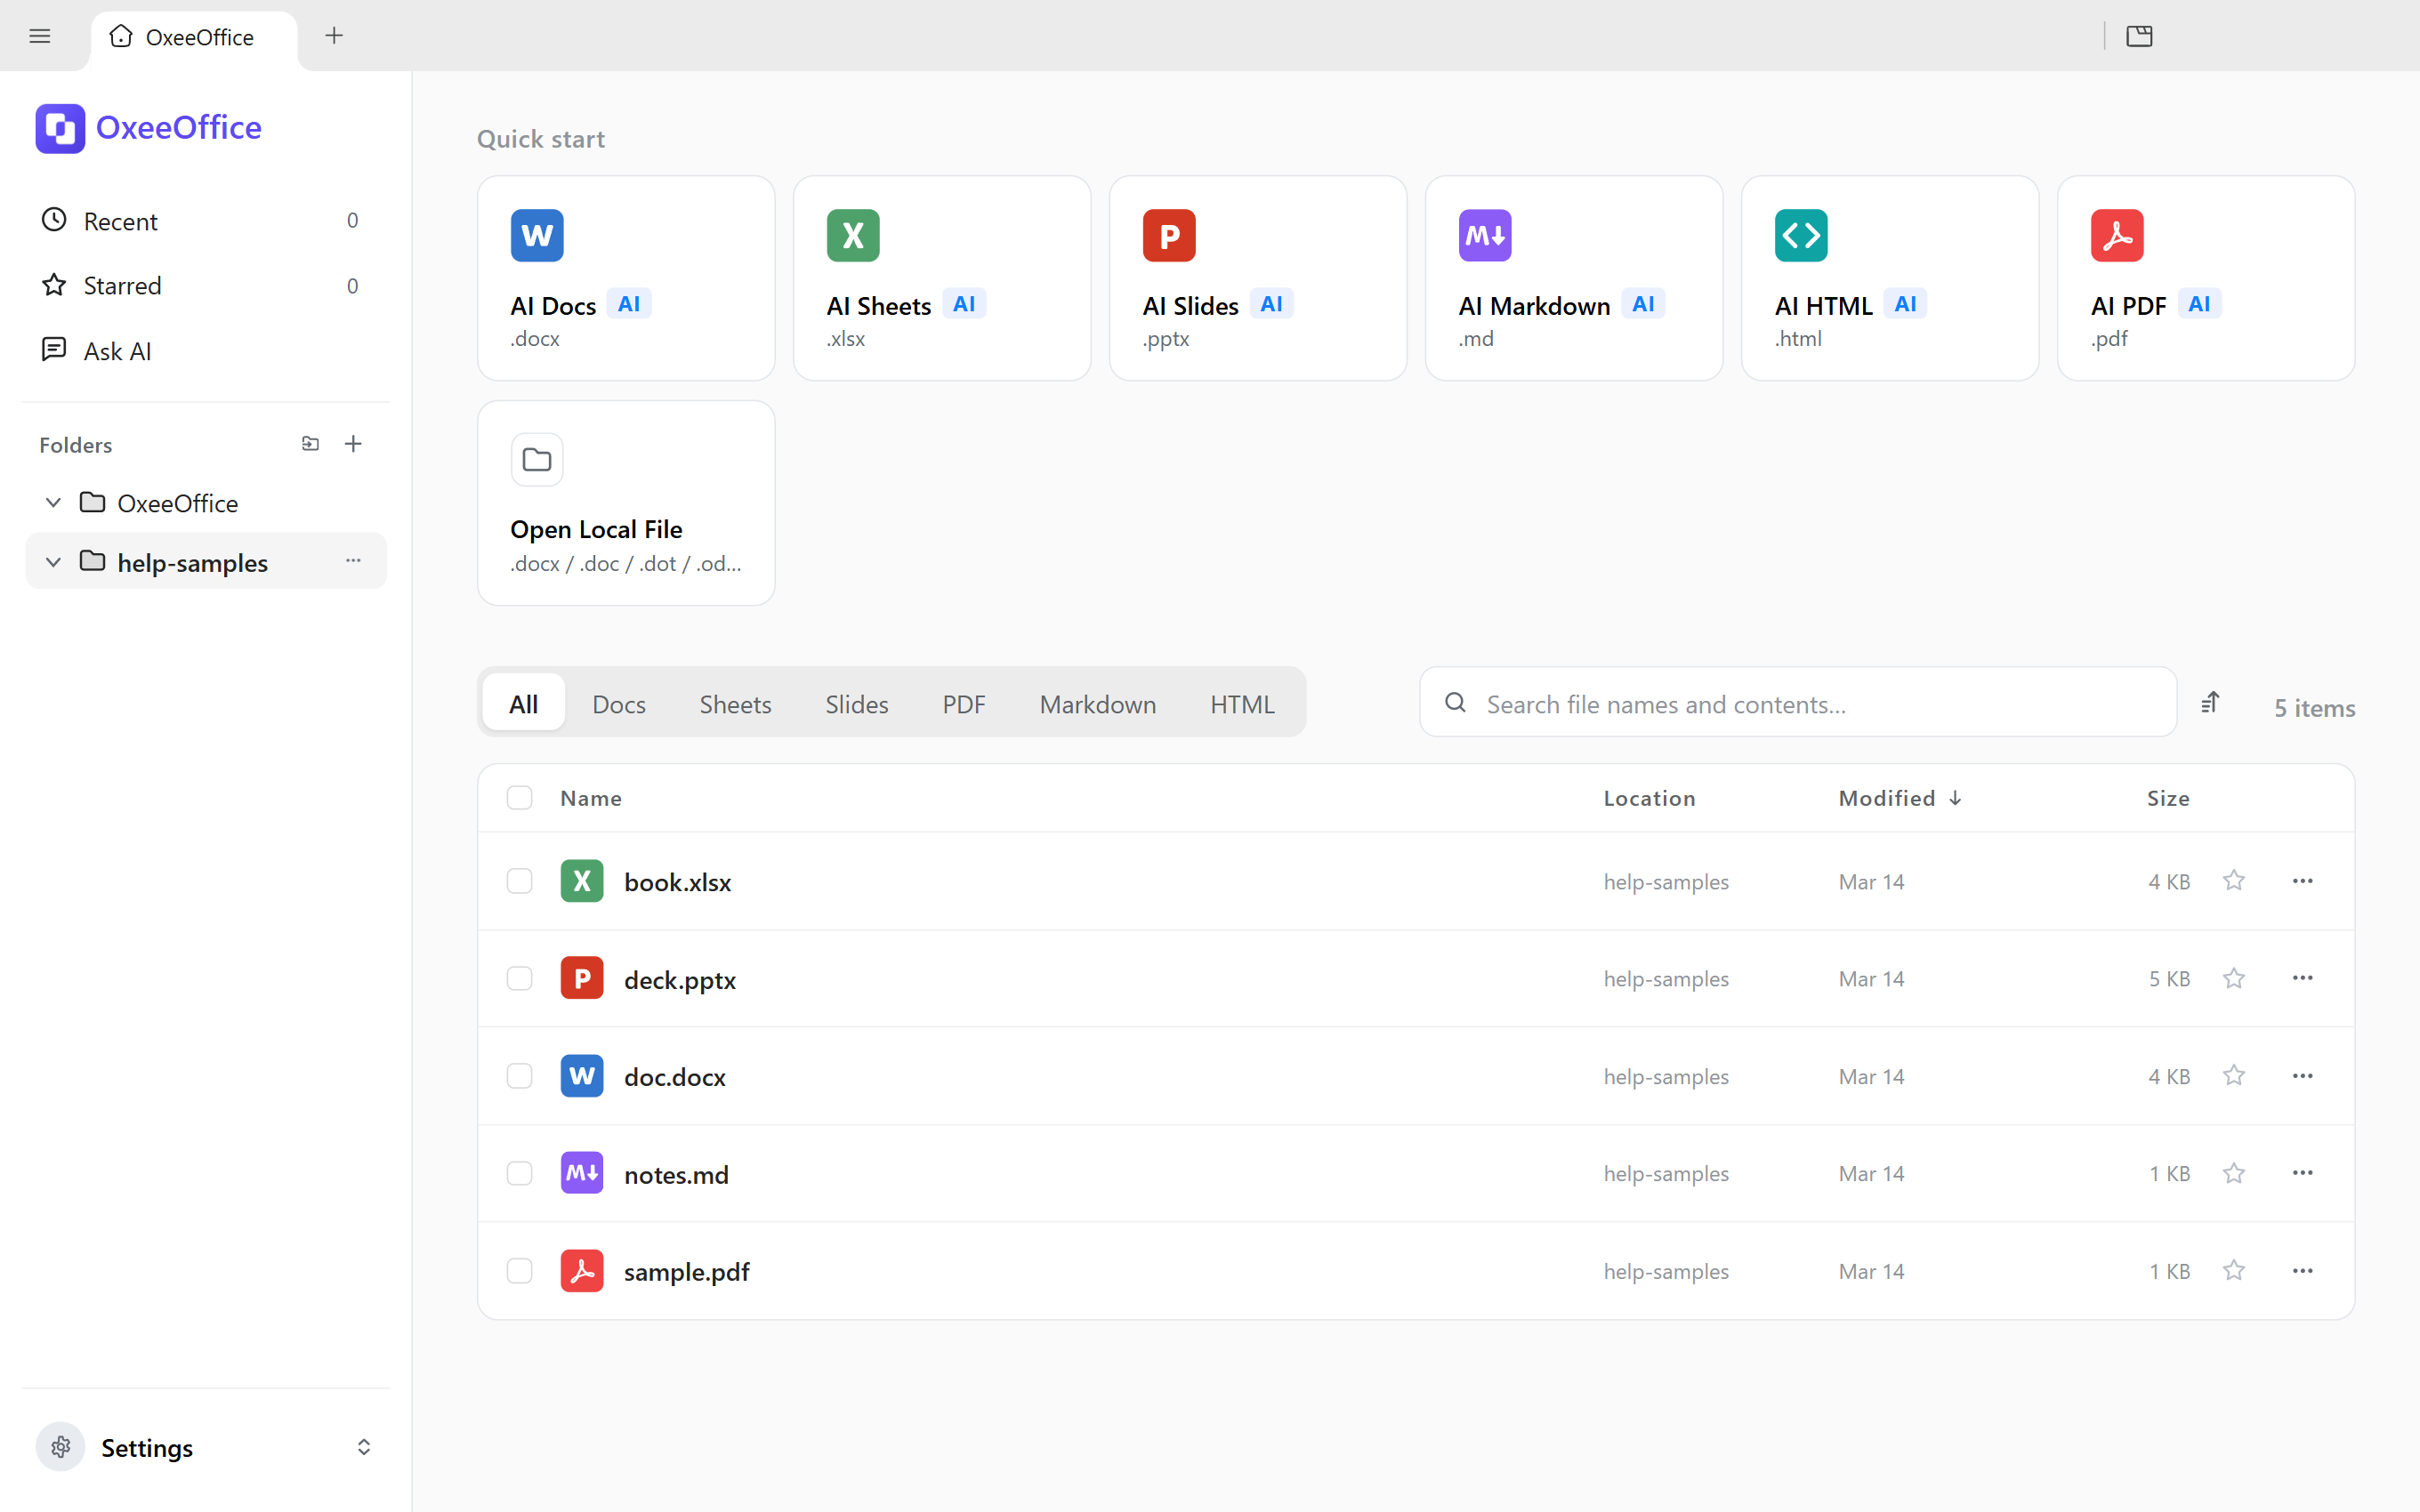 OxeeOffice
OxeeOffice
Recent 0
Starred 0
Ask AI
Folders
OxeeOffice
help-samples
Settings
Quick start
W
AI Docs AI
.docx
X
AI Sheets AI
.xlsx
P
AI Slides AI
.pptx
M
AI Markdown AI
.md
AI HTML AI
.html
AI PDF AI
.pdf
Open Local File
.docx / .doc / .dot / .od...
All Docs Sheets Slides PDF Markdown HTML
Search file names and contents...
5 items
Name Location Modified Size
X book.xlsx help-samples Mar 14 4 KB
P deck.pptx help-samples Mar 14 5 KB
W doc.docx help-samples Mar 14 4 KB
M notes.md help-samples Mar 14 1 KB
sample.pdf help-samples Mar 14 1 KB